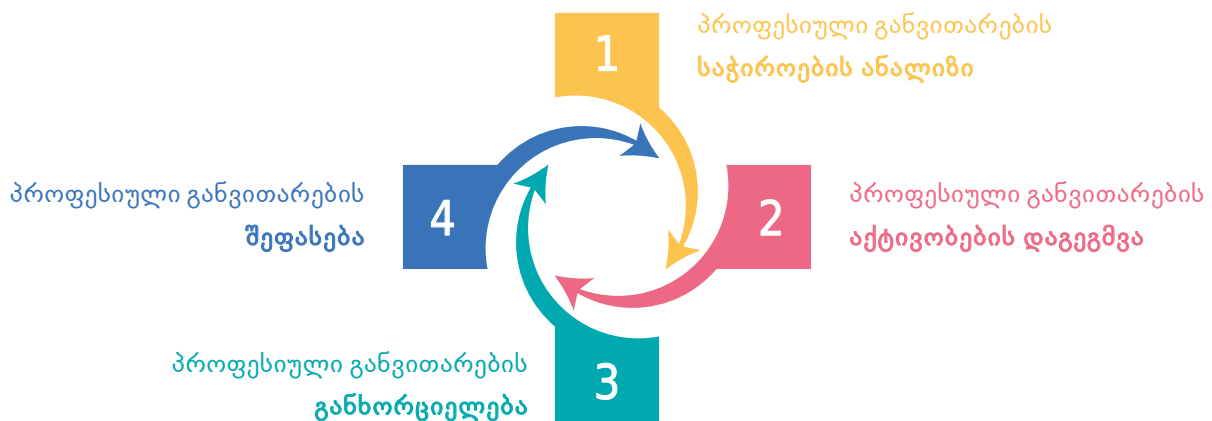 1
პროფესიული განვითარების
საჭიროების ანალიზი
2
პროფესიული განვითარების
აქტივობების დაგეგმვა
3
პროფესიული განვითარების
განხორციელება
4
პროფესიული განვითარების
შეფასება